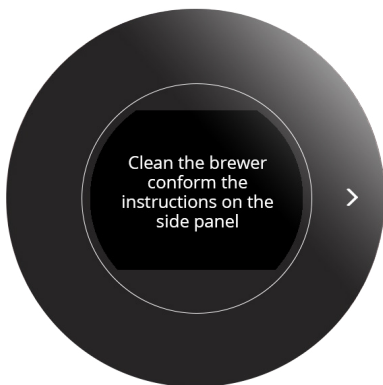 Clean the brewer
conform the
instructions on the
side panel